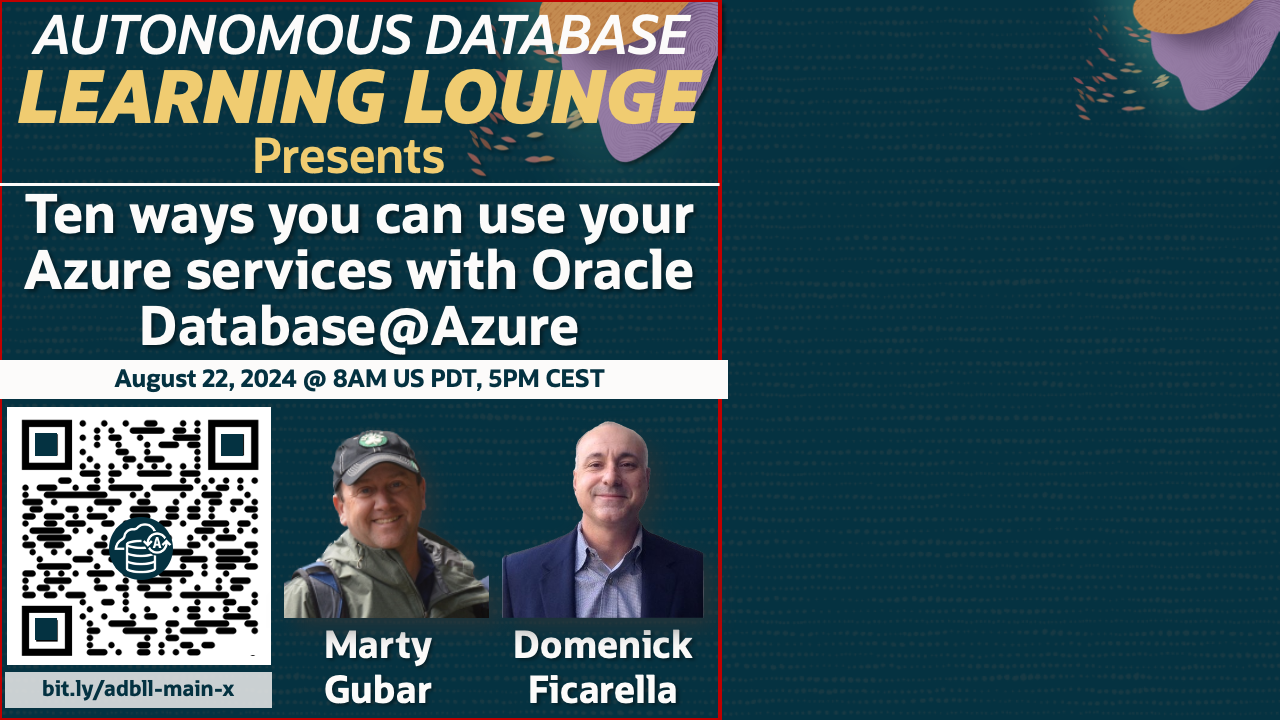 AUTONOMOUS DATABASE
LEARNING LOUNGE
Presents
Ten ways you can use your
Azure services with Oracle
Database@Azure
August 22, 2024 @ 8AM US PDT, 5PM CEST
A
bit.ly/adbll-main-x
Marty
Gubar
Domenick
Ficarella